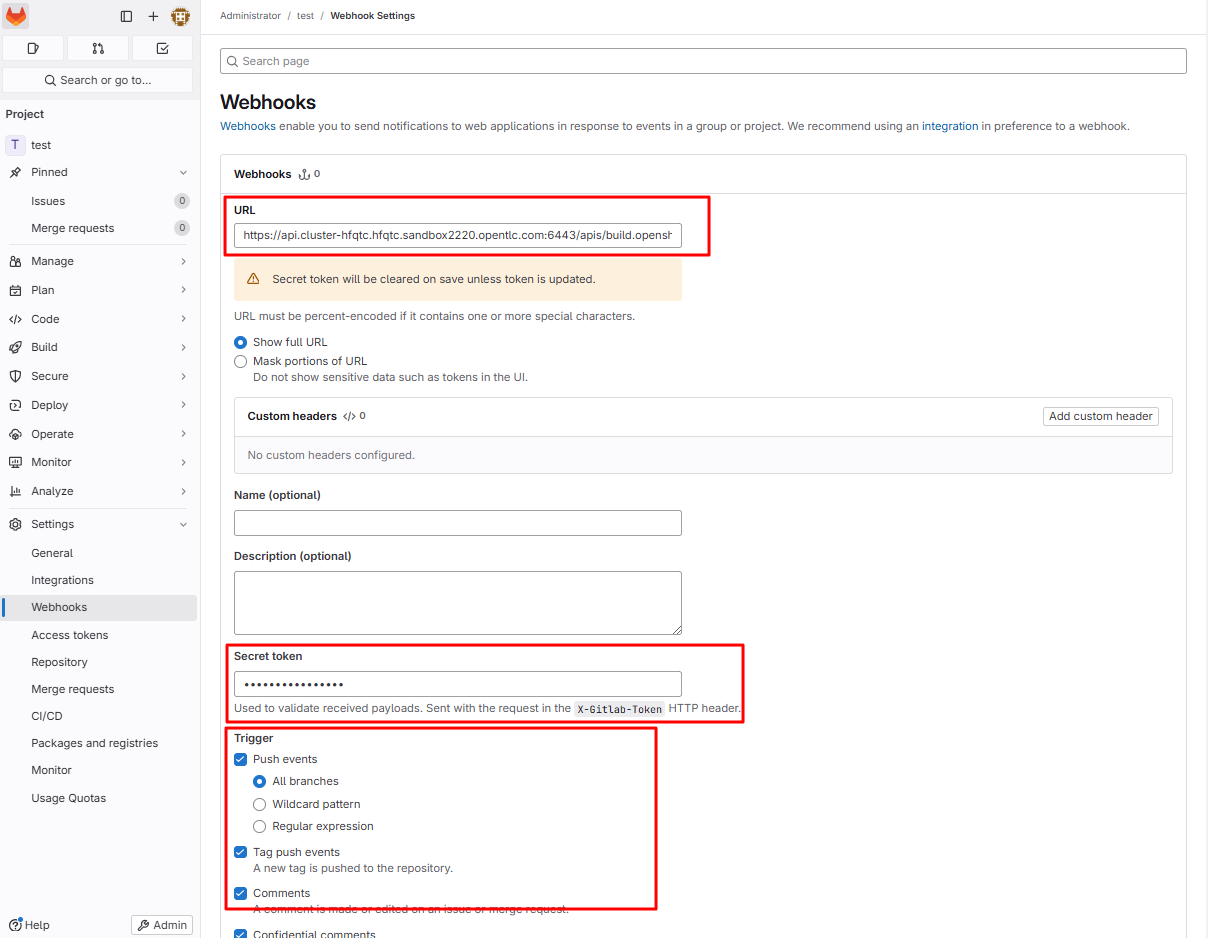 Administrator / test / Webhook Settings
Search or go to...
Project
T test
Pinned
Issues 0
Merge requests 0
Manage
Plan
Code
Build
Secure
Deploy
Operate
Monitor
Analyze
Settings
General
Integrations
Webhooks
Access tokens
Repository
Merge requests
CI/CD
Packages and registries
Monitor
Usage Quotas
Help
Admin
Search page
Webhooks
Webhooks enable you to send notifications to web applications in response to events in a group or project. We recommend using an integration in preference to a webhook.
Webhooks 0
URL
https://api.cluster-hfqtc.hfqtc.sandbox2220.opentlc.com:6443/apis/build.opensh
Secret token will be cleared on save unless token is updated.
URL must be percent-encoded if it contains one or more special characters.
Show full URL
Mask portions of URL
Do not show sensitive data such as tokens in the UI.
Custom headers </> 0
Add custom header
No custom headers configured.
Name (optional)
Description (optional)
Secret token
••••••••••••••••
Used to validate received payloads. Sent with the request in the X-Gitlab-Token HTTP header.
Trigger
Push events
All branches
Wildcard pattern
Regular expression
Tag push events
A new tag is pushed to the repository.
Comments
A comment is made or edited on an issue or merge request.
Confidential comments